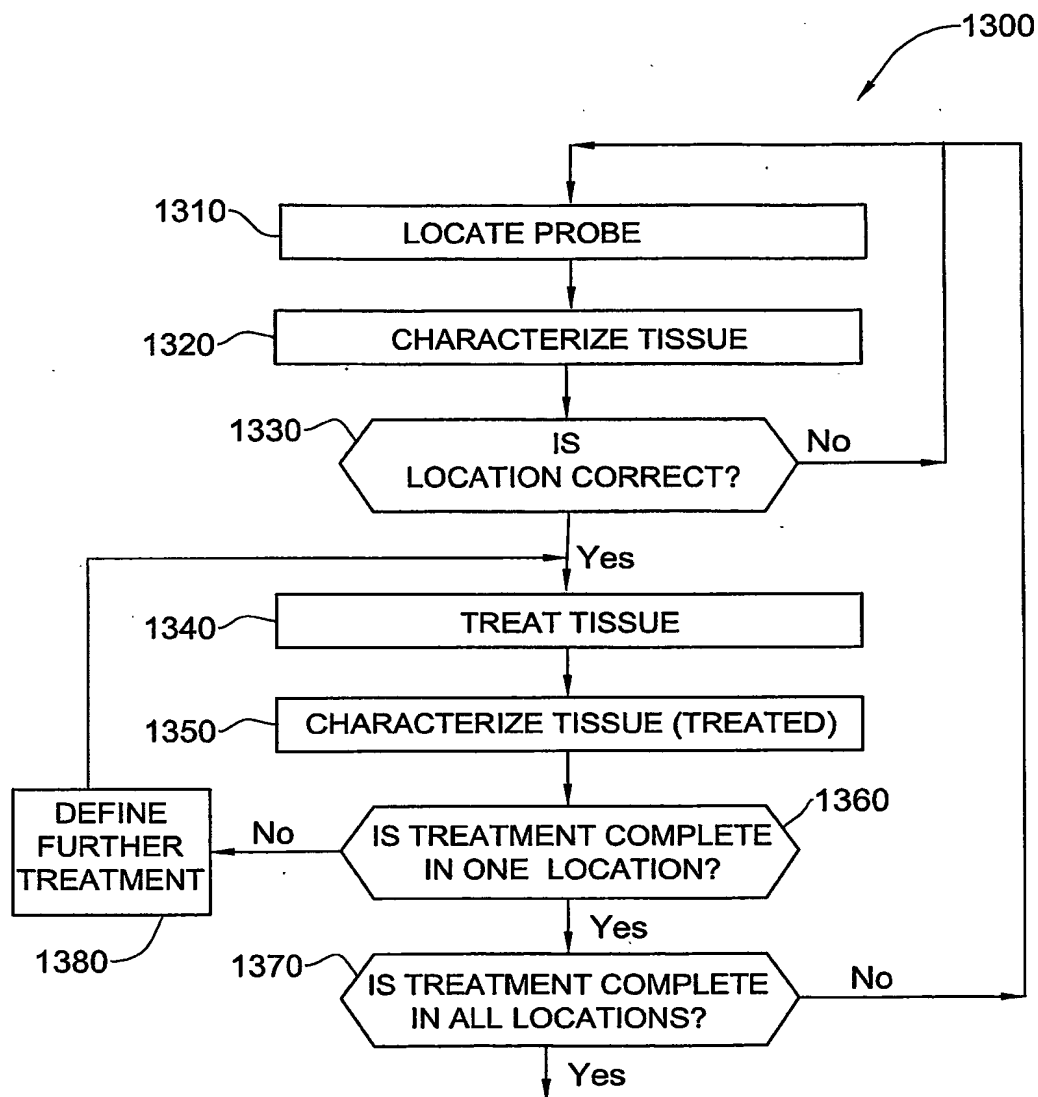 1300
1310
LOCATE PROBE
1320
CHARACTERIZE TISSUE
1330
IS
LOCATION CORRECT?
No
Yes
1340
TREAT TISSUE
1350
CHARACTERIZE TISSUE (TREATED)
1360
IS TREATMENT COMPLETE
IN ONE LOCATION?
No
DEFINE
FURTHER
TREATMENT
1380
Yes
1370
IS TREATMENT COMPLETE
IN ALL LOCATIONS?
No
Yes